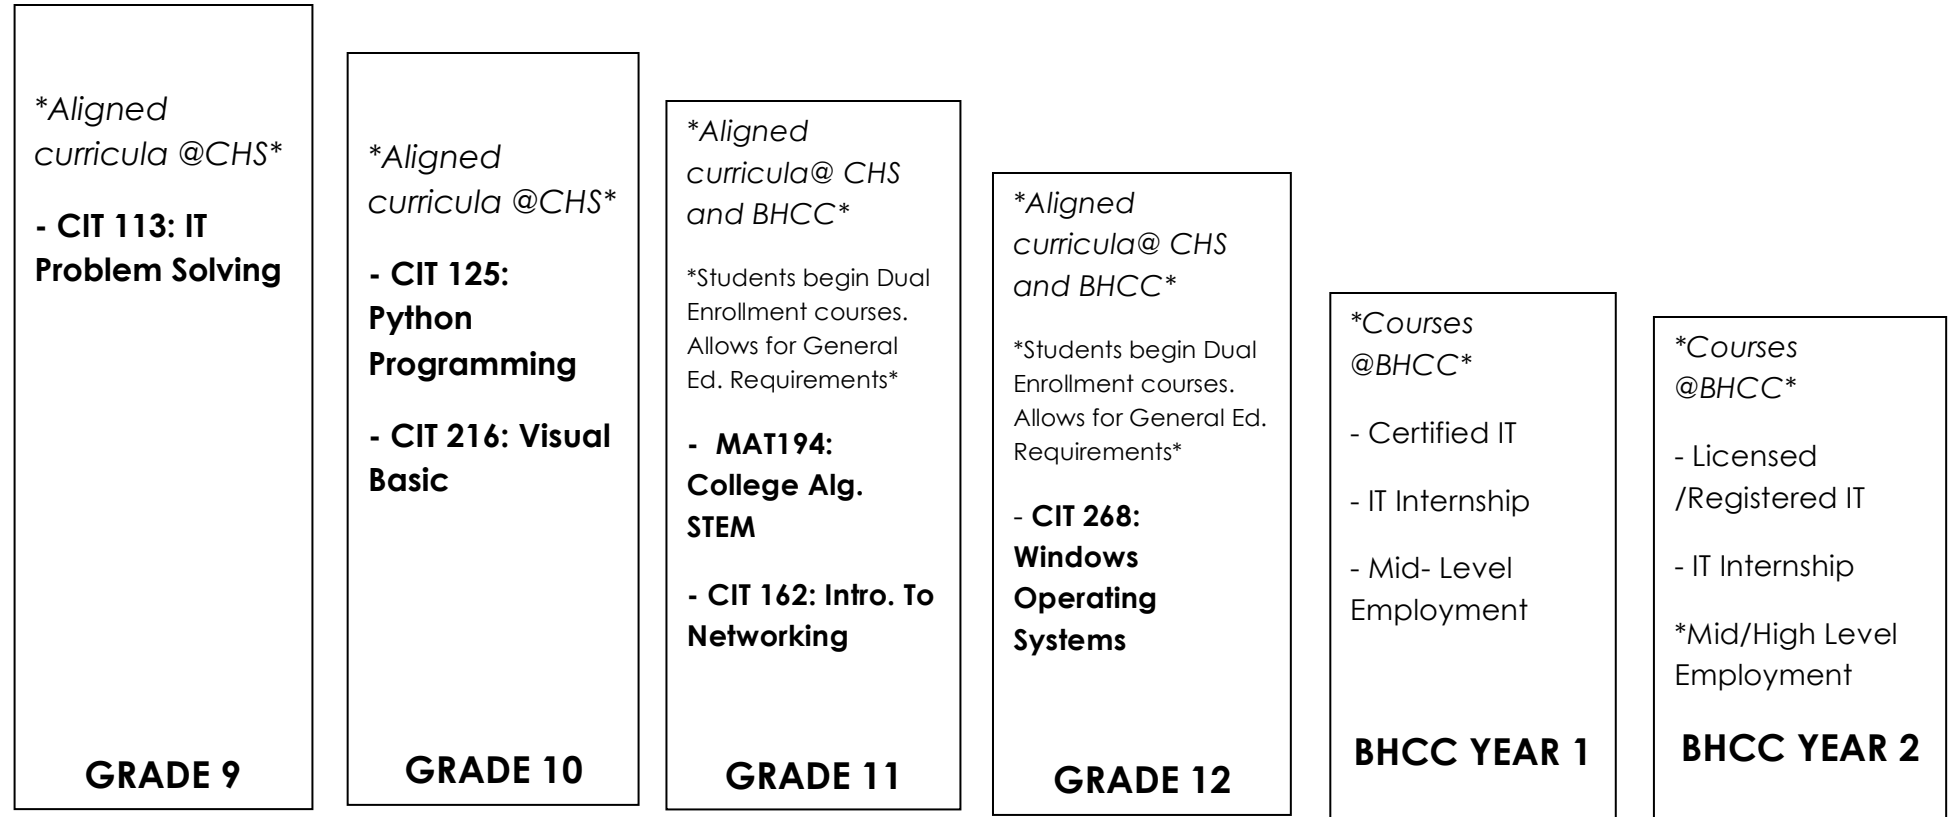 *Aligned
curricula @CHS*
- CIT 113: IT
Problem Solving
GRADE 9
*Aligned
curricula @CHS*
- CIT 125:
Python
Programming
- CIT 216: Visual
Basic
GRADE 10
*Aligned
curricula@ CHS
and BHCC*
*Students begin Dual
Enrollment courses.
Allows for General
Ed. Requirements*
- MAT194:
College Alg.
STEM
- CIT 162: Intro. To
Networking
GRADE 11
*Aligned
curricula@ CHS
and BHCC*
*Students begin Dual
Enrollment courses.
Allows for General Ed.
Requirements*
- CIT 268:
Windows
Operating
Systems
GRADE 12
*Courses
@BHCC*
- Certified IT
- IT Internship
- Mid- Level
Employment
BHCC YEAR 1
*Courses
@BHCC*
- Licensed
/Registered IT
- IT Internship
*Mid/High Level
Employment
BHCC YEAR 2